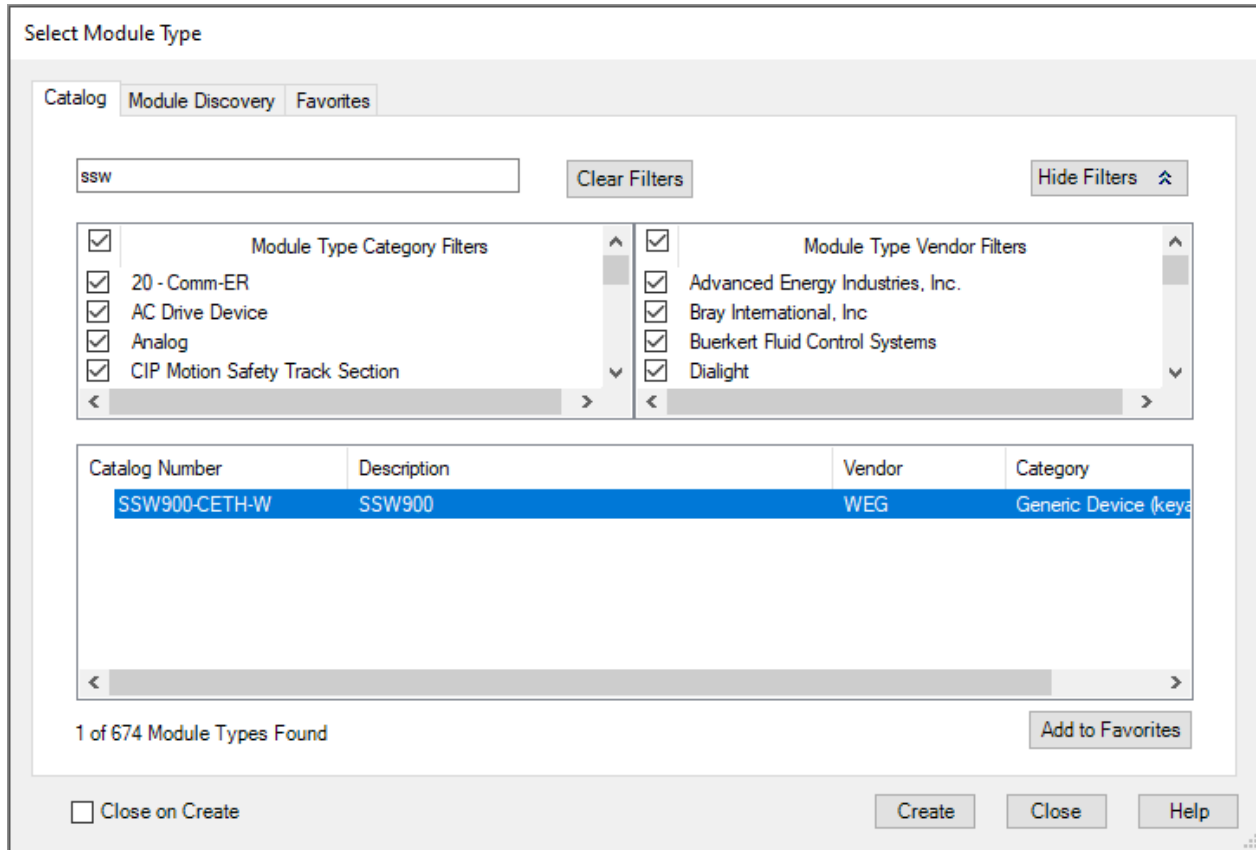 Select Module Type
Catalog Module Discovery Favorites
ssw Clear Filters Hide Filters
Module Type Category Filters Module Type Vendor Filters
20 - Comm-ER Advanced Energy Industries, Inc.
AC Drive Device Bray International, Inc
Analog Buerkert Fluid Control Systems
CIP Motion Safety Track Section Dialight
Catalog Number Description Vendor Category
SSW900-CETH-W SSW900 WEG Generic Device (keya
1 of 674 Module Types Found Add to Favorites
Close on Create Create Close Help